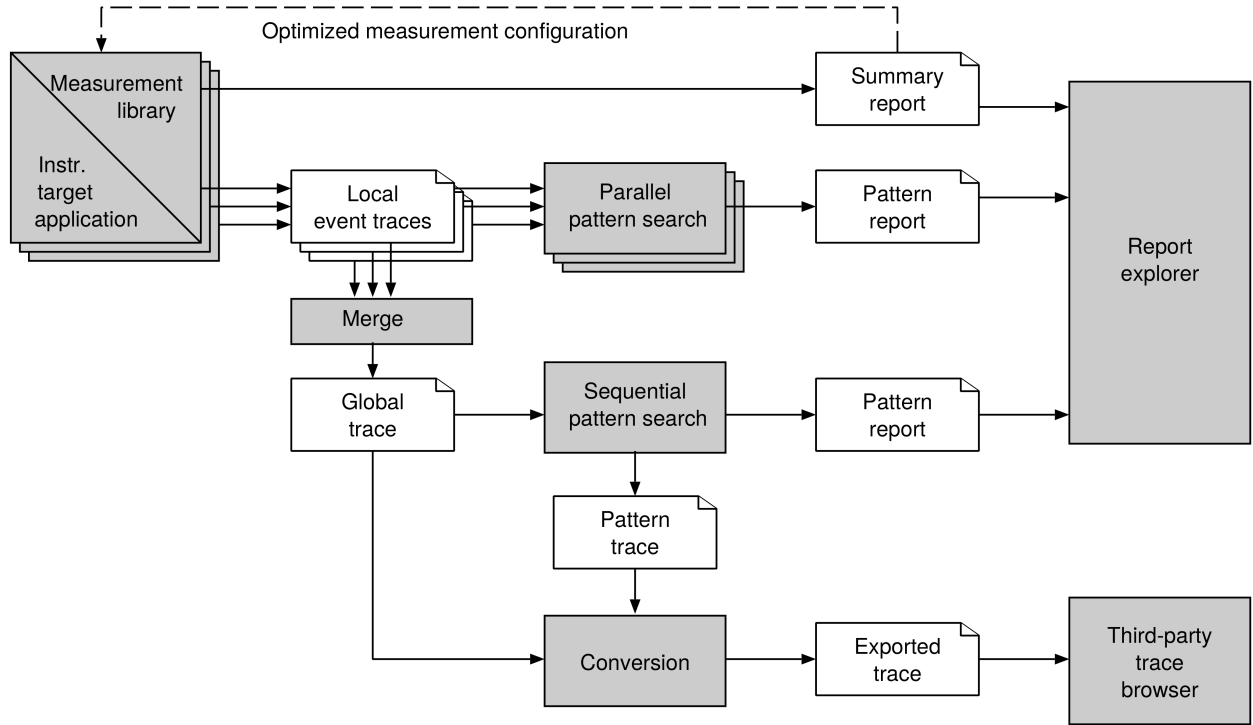 Optimized measurement configuration
Measurement
library
Instr.
target
application
Summary
report
Local
event traces
Parallel
pattern search
Pattern
report
Report
explorer
Merge
Global
trace
Sequential
pattern search
Pattern
report
Pattern
trace
Conversion
Exported
trace
Third-party
trace
browser